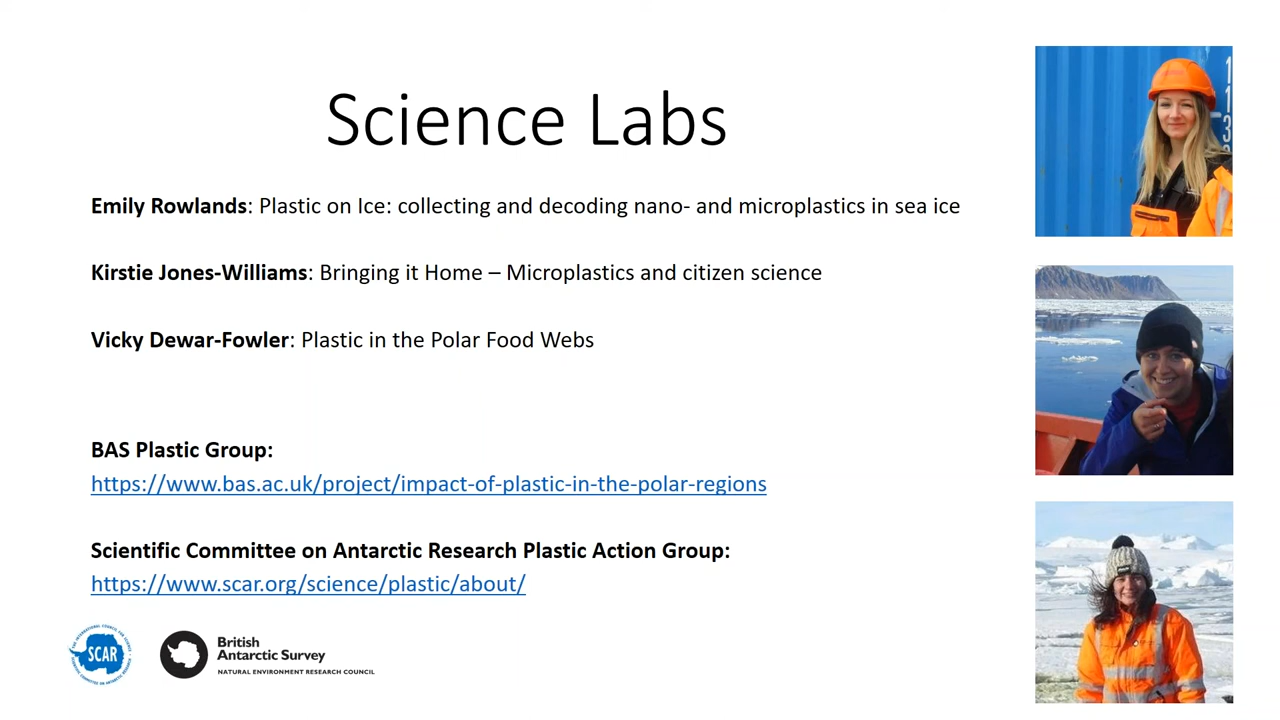 Science Labs
Emily Rowlands: Plastic on Ice: collecting and decoding nano- and microplastics in sea ice
Kirstie Jones-Williams: Bringing it Home – Microplastics and citizen science
Vicky Dewar-Fowler: Plastic in the Polar Food Webs
BAS Plastic Group:
https://www.bas.ac.uk/project/impact-of-plastic-in-the-polar-regions
Scientific Committee on Antarctic Research Plastic Action Group:
https://www.scar.org/science/plastic/about/
SCAR
British
Antarctic Survey
NATURAL ENVIRONMENT RESEARCH COUNCIL
1
1
3